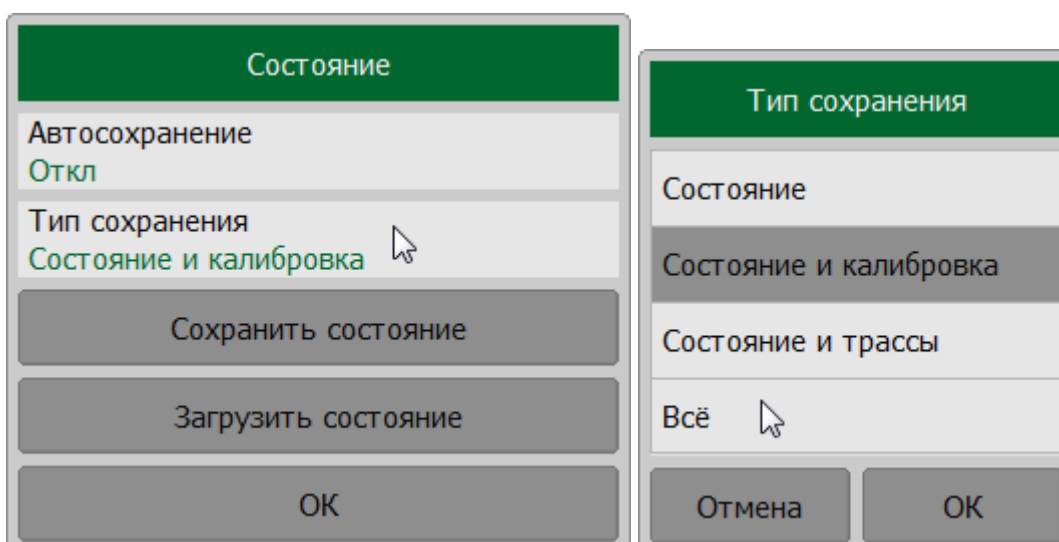 Состояние
Автосохранение
Откл
Тип сохранения
Состояние и калибровка
Сохранить состояние
Загрузить состояние
ОК
Тип сохранения
Состояние
Состояние и калибровка
Состояние и трассы
Всё
Отмена
ОК